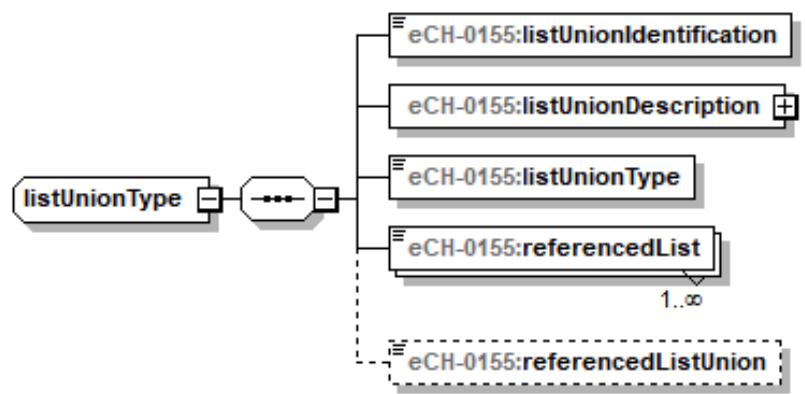 eCH-0155:listUnionIdentification
eCH-0155:listUnionDescription
eCH-0155:listUnionType
listUnionType
eCH-0155:referencedList
1..∞
eCH-0155:referencedListUnion